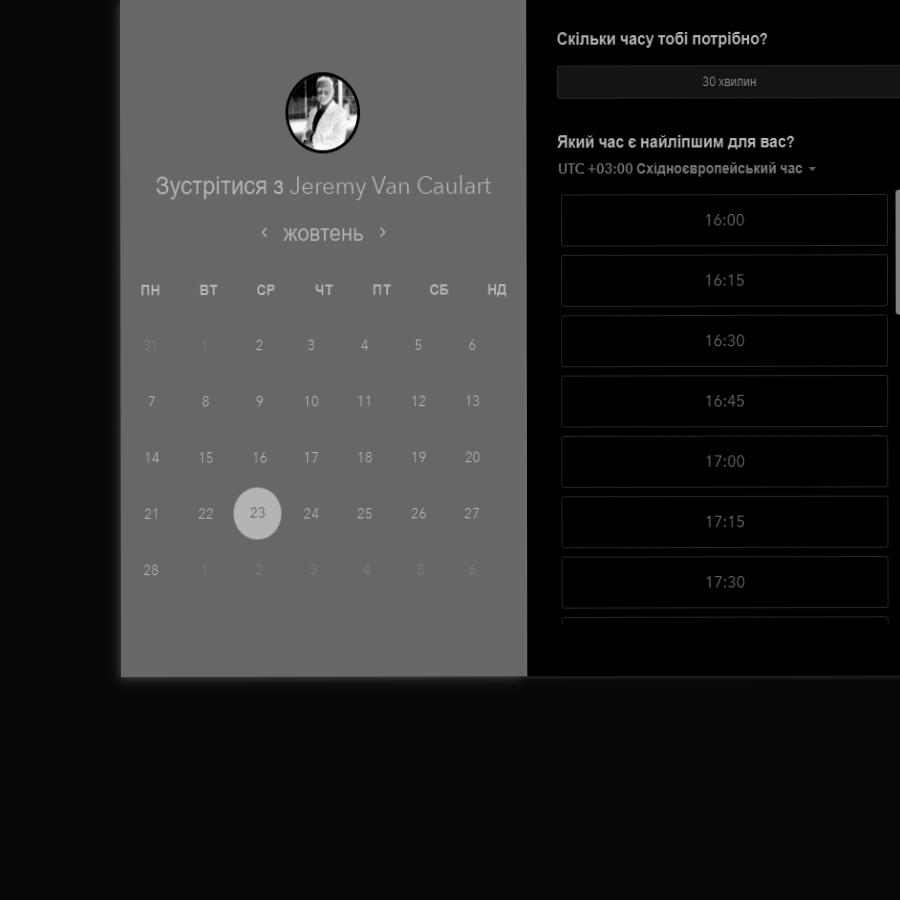 Зустрітися з Jeremy Van Caulart
жовтень
ПН ВТ СР ЧТ ПТ СБ НД
31 1 2 3 4 5 6
7 8 9 10 11 12 13
14 15 16 17 18 19 20
21 22 23 24 25 26 27
28 1 2 3 4 5 6
Скільки часу тобі потрібно?
30 хвилин
Який час є найліпшим для вас?
UTC +03:00 Східноєвропейський час
16:00
16:15
16:30
16:45
17:00
17:15
17:30